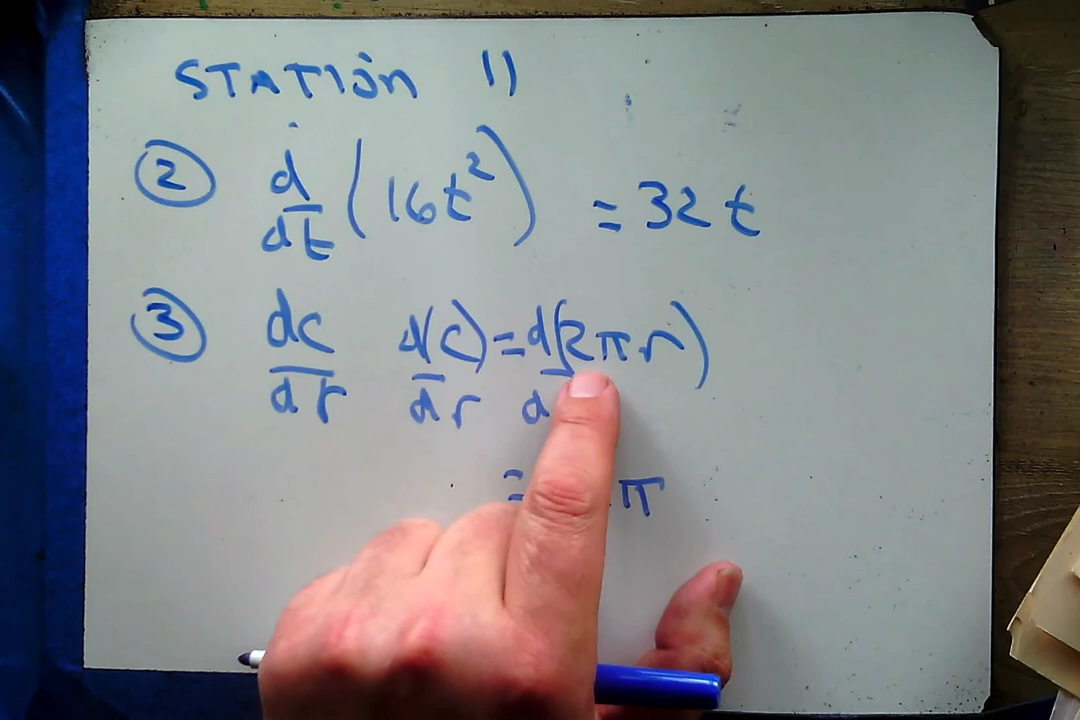 STATION 11
② d/dt (16t²) = 32t
③ dc/dr d(c)/dr = d(2πr)/d
= π